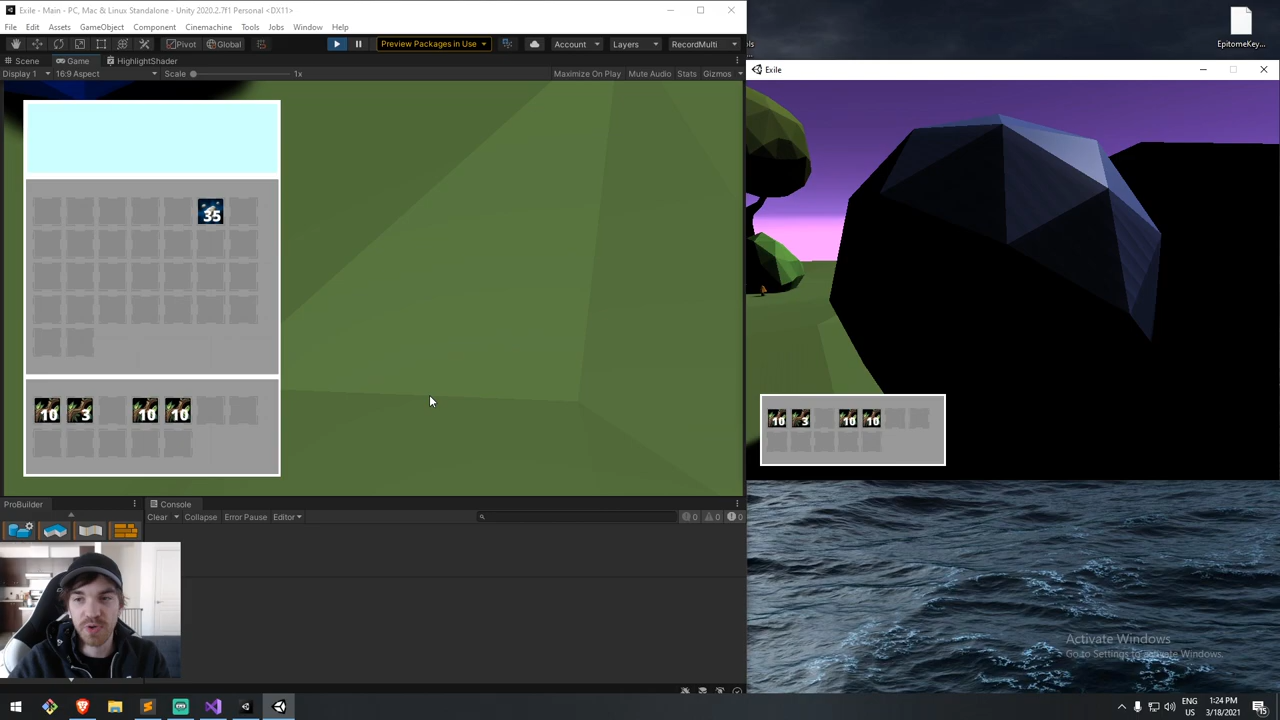 Exile - Main - PC, Mac & Linux Standalone - Unity 2020.2.7f1 Personal <DX11>
File Edit Assets GameObject Component Cinemachine Tools Jobs Window Help
Pivot Global Preview Packages in Use Account Layers RecordMulti
Scene Game HighlightShader
Display 1 16:9 Aspect Scale 1x Maximize On Play Mute Audio Stats Gizmos
35
10 3 10 10
ProBuilder Console
Clear Collapse Error Pause Editor 0 0 0
EpitomeKey...
Exile
10 3 10 10
Activate Windows
Go to Settings to activate Windows.
ENG
US
1:24 PM
3/18/2021
15